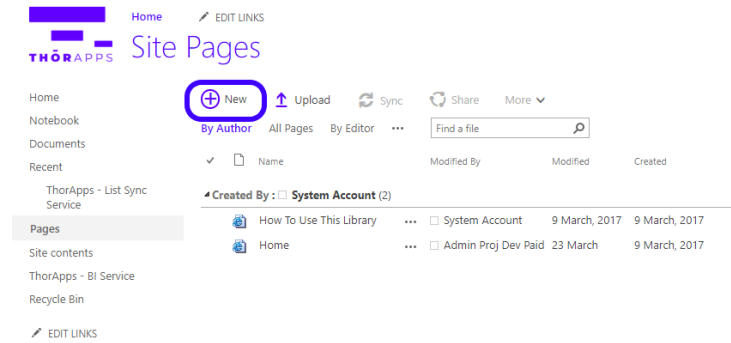 Home EDIT LINKS
THŌRAPPS
Site Pages
Home
Notebook
Documents
Recent
ThorApps - List Sync
Service
Pages
Site contents
ThorApps - BI Service
Recycle Bin
EDIT LINKS
New Upload Sync Share More
By Author All Pages By Editor ••• Find a file
Name Modified By Modified Created
Created By : System Account (2)
How To Use This Library ••• System Account 9 March, 2017 9 March, 2017
Home ••• Admin Proj Dev Paid 23 March 9 March, 2017